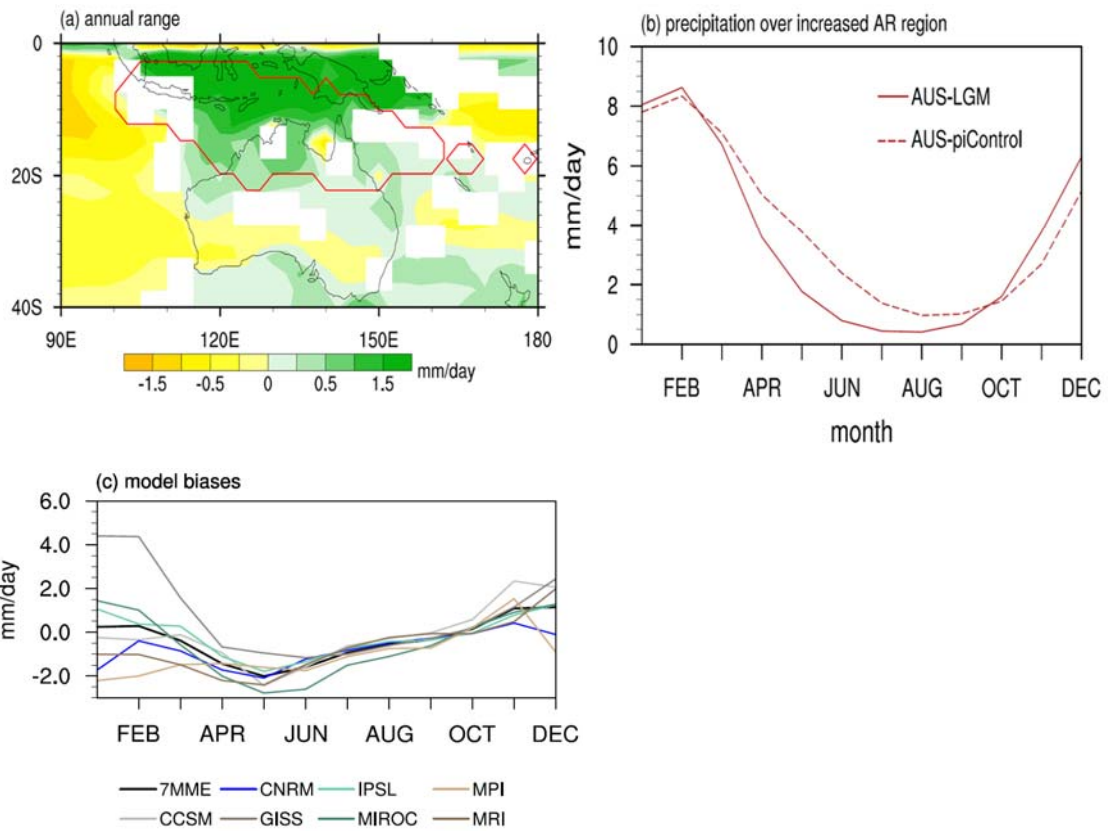 (a) annual range
0
20S
40S
90E 120E 150E 180
-1.5 -0.5 0 0.5 1.5 mm/day
(b) precipitation over increased AR region
10
8
6
4
2
0
mm/day
AUS-LGM
AUS-piControl
FEB APR JUN AUG OCT DEC
month
(c) model biases
6.0
4.0
2.0
0.0
-2.0
mm/day
FEB APR JUN AUG OCT DEC
7MME CNRM IPSL MPI
CCSM GISS MIROC MRI